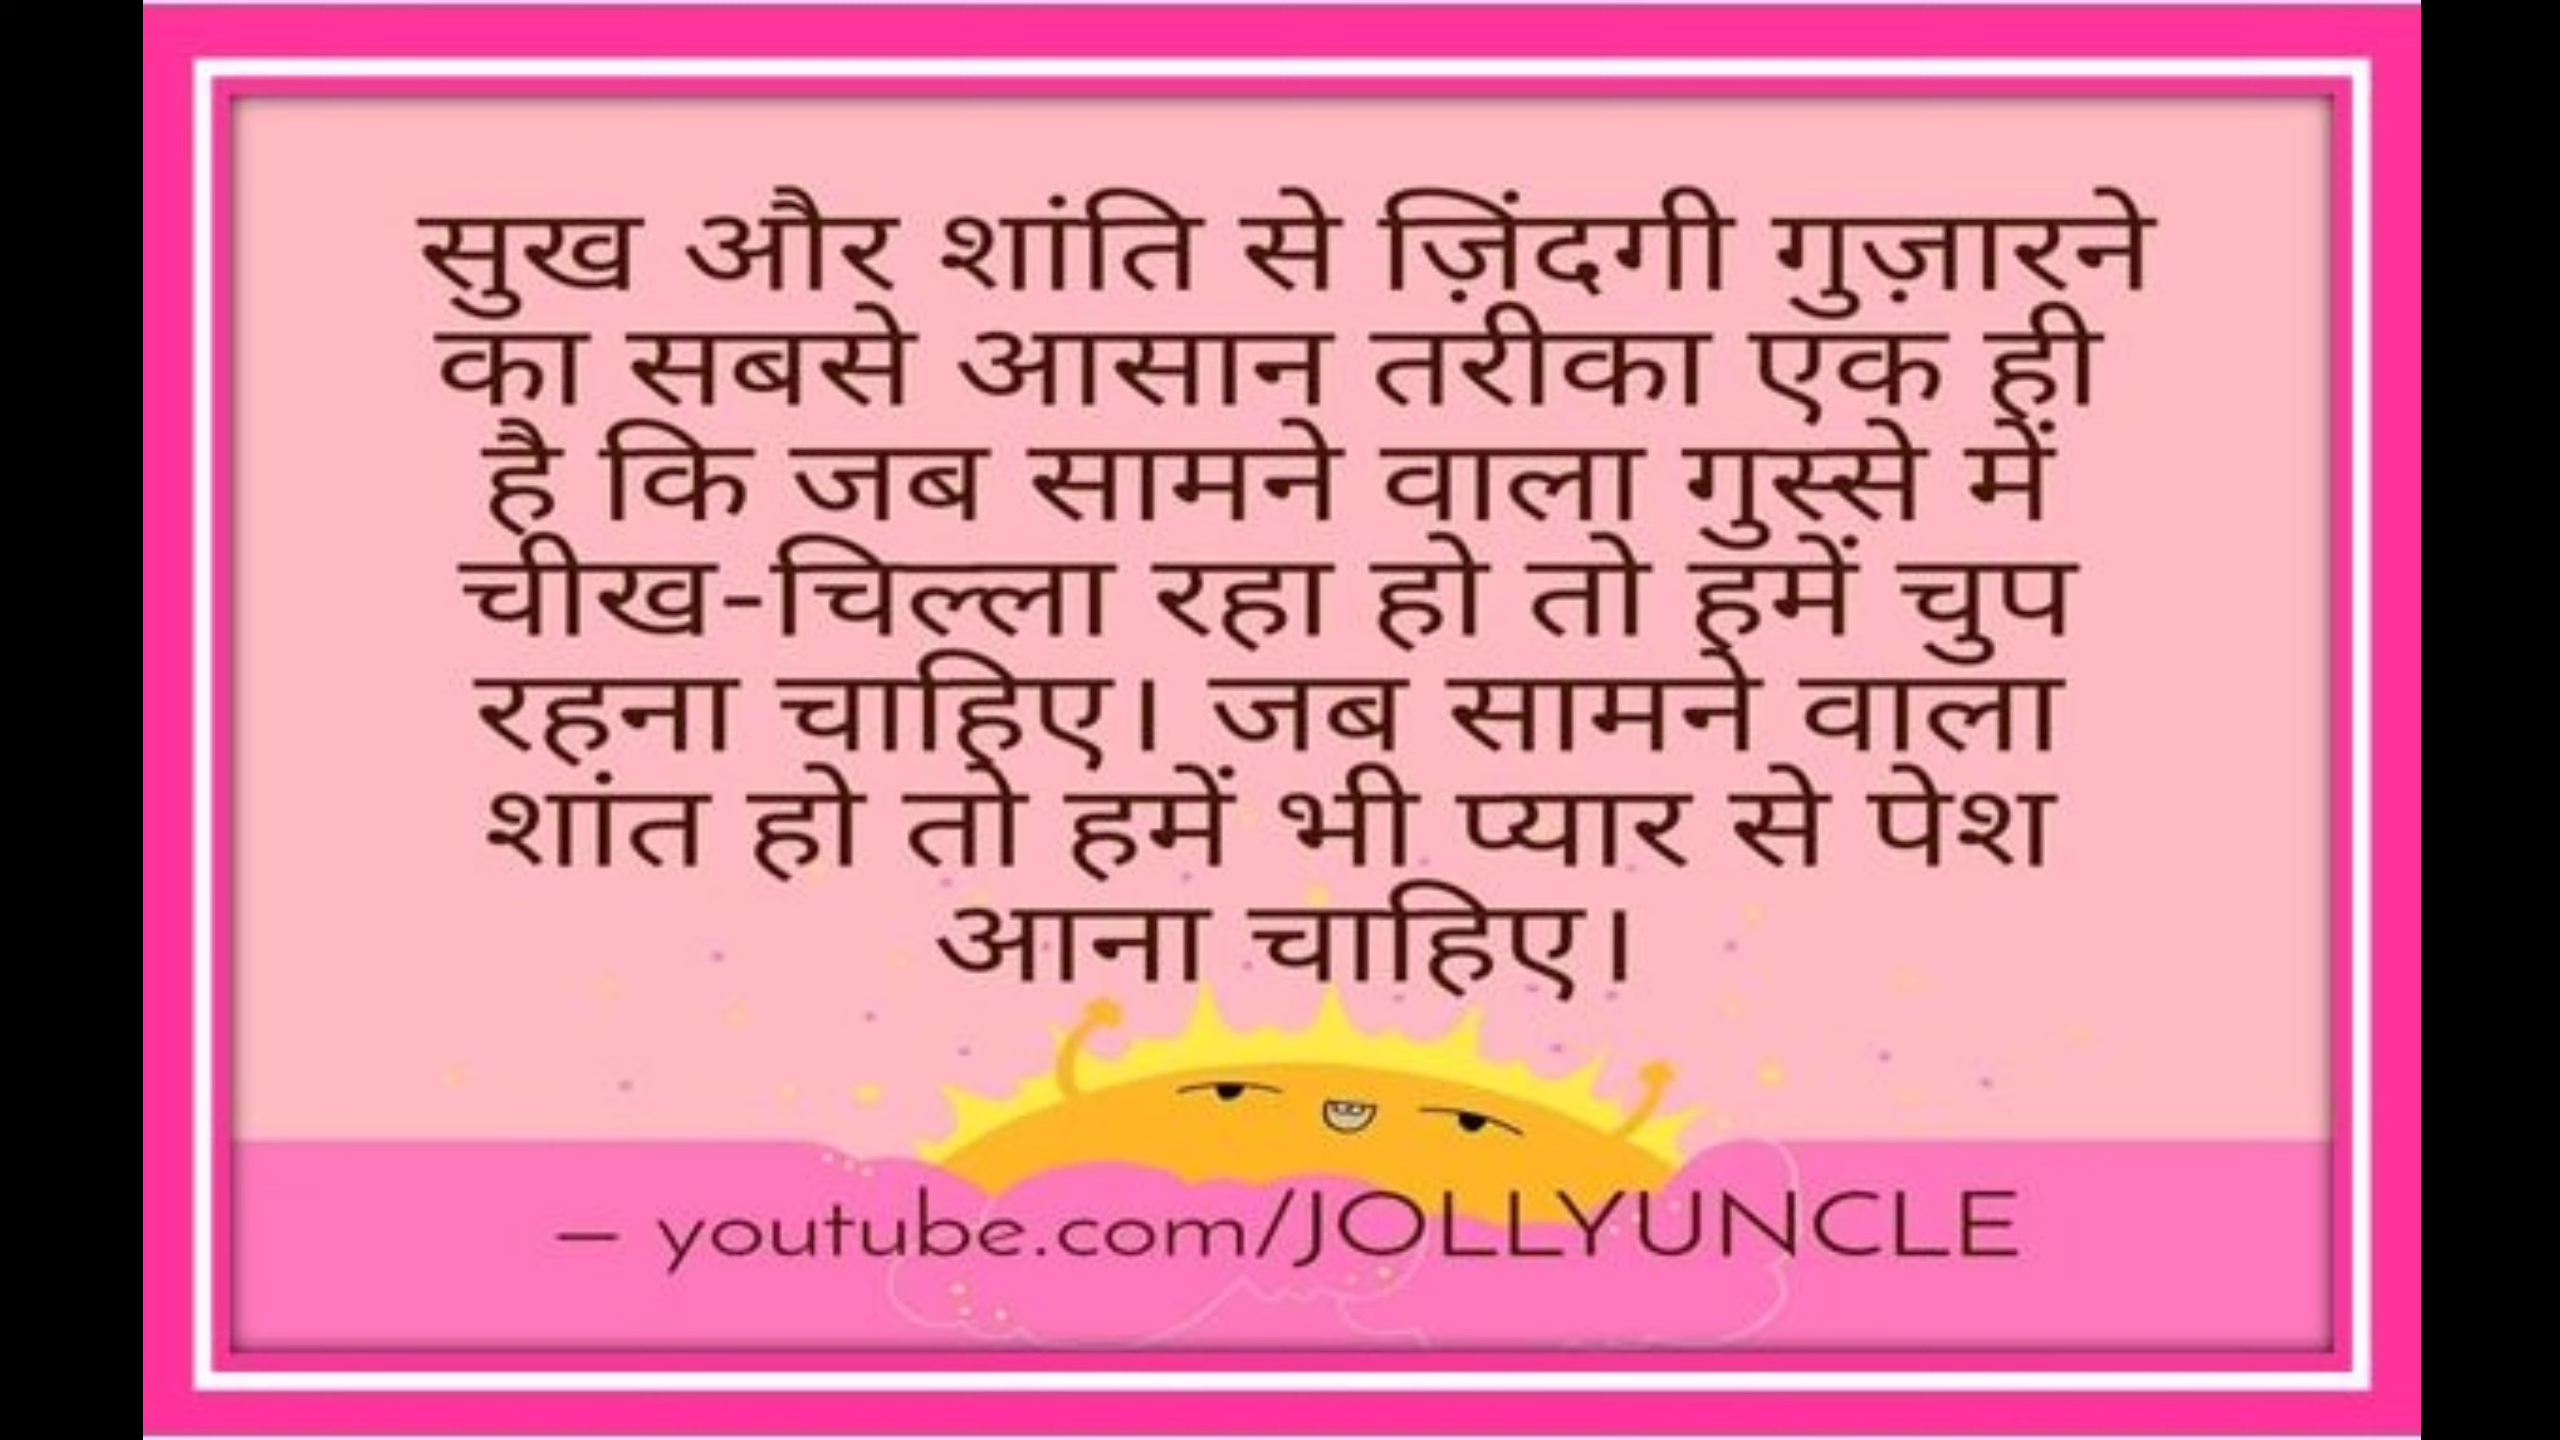 सुख और शांति से ज़िंदगी गुज़ारने
का सबसे आसान तरीका एक ही
है कि जब सामने वाला गुस्से में
चीख-चिल्ला रहा हो तो हमें चुप
रहना चाहिए। जब सामने वाला
शांत हो तो हमें भी प्यार से पेश
आना चाहिए।
– youtube.com/JOLLYUNCLE